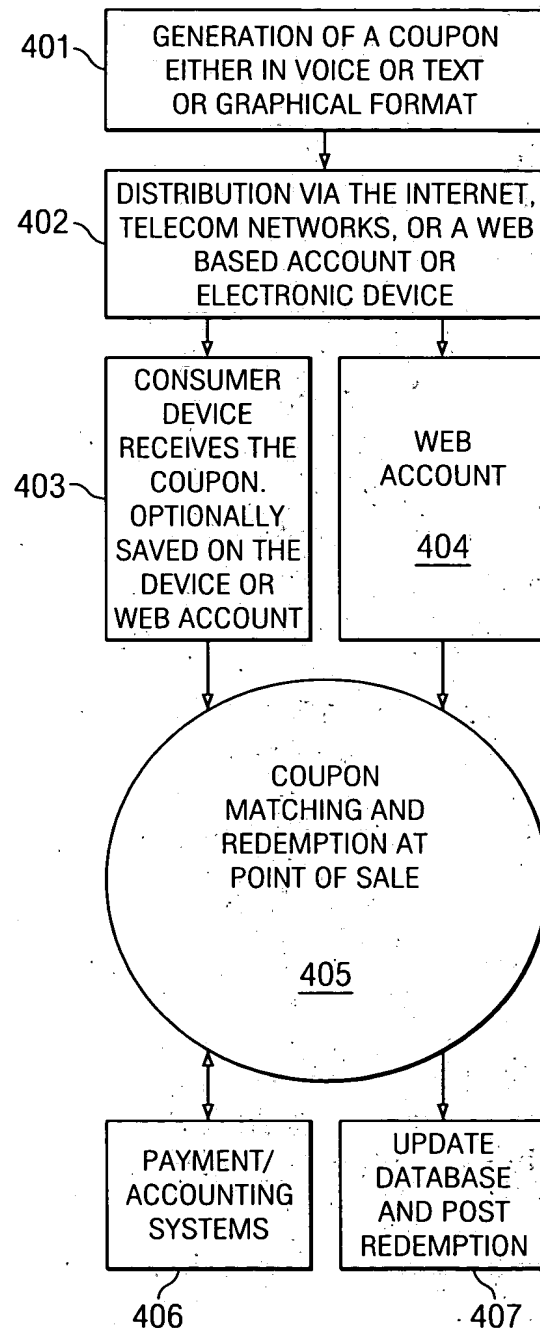 401
GENERATION OF A COUPON
EITHER IN VOICE OR TEXT
OR GRAPHICAL FORMAT
402
DISTRIBUTION VIA THE INTERNET,
TELECOM NETWORKS, OR A WEB
BASED ACCOUNT OR
ELECTRONIC DEVICE
403
CONSUMER
DEVICE
RECEIVES THE
COUPON.
OPTIONALLY
SAVED ON THE
DEVICE OR
WEB ACCOUNT
WEB
ACCOUNT
404
COUPON
MATCHING AND
REDEMPTION AT
POINT OF SALE
405
PAYMENT/
ACCOUNTING
SYSTEMS
406
UPDATE
DATABASE
AND POST
REDEMPTION
407